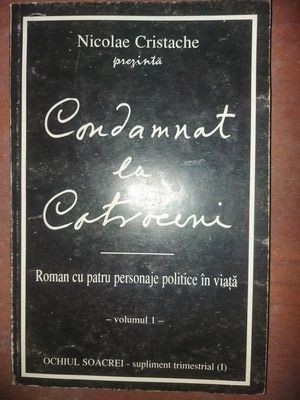 Nicolae Cristache
prezintă
Condamnat
la
Cotroceni
Roman cu patru personaje politice în viață
– volumul 1 –
OCHIUL SOACREI - supliment trimestrial (I)